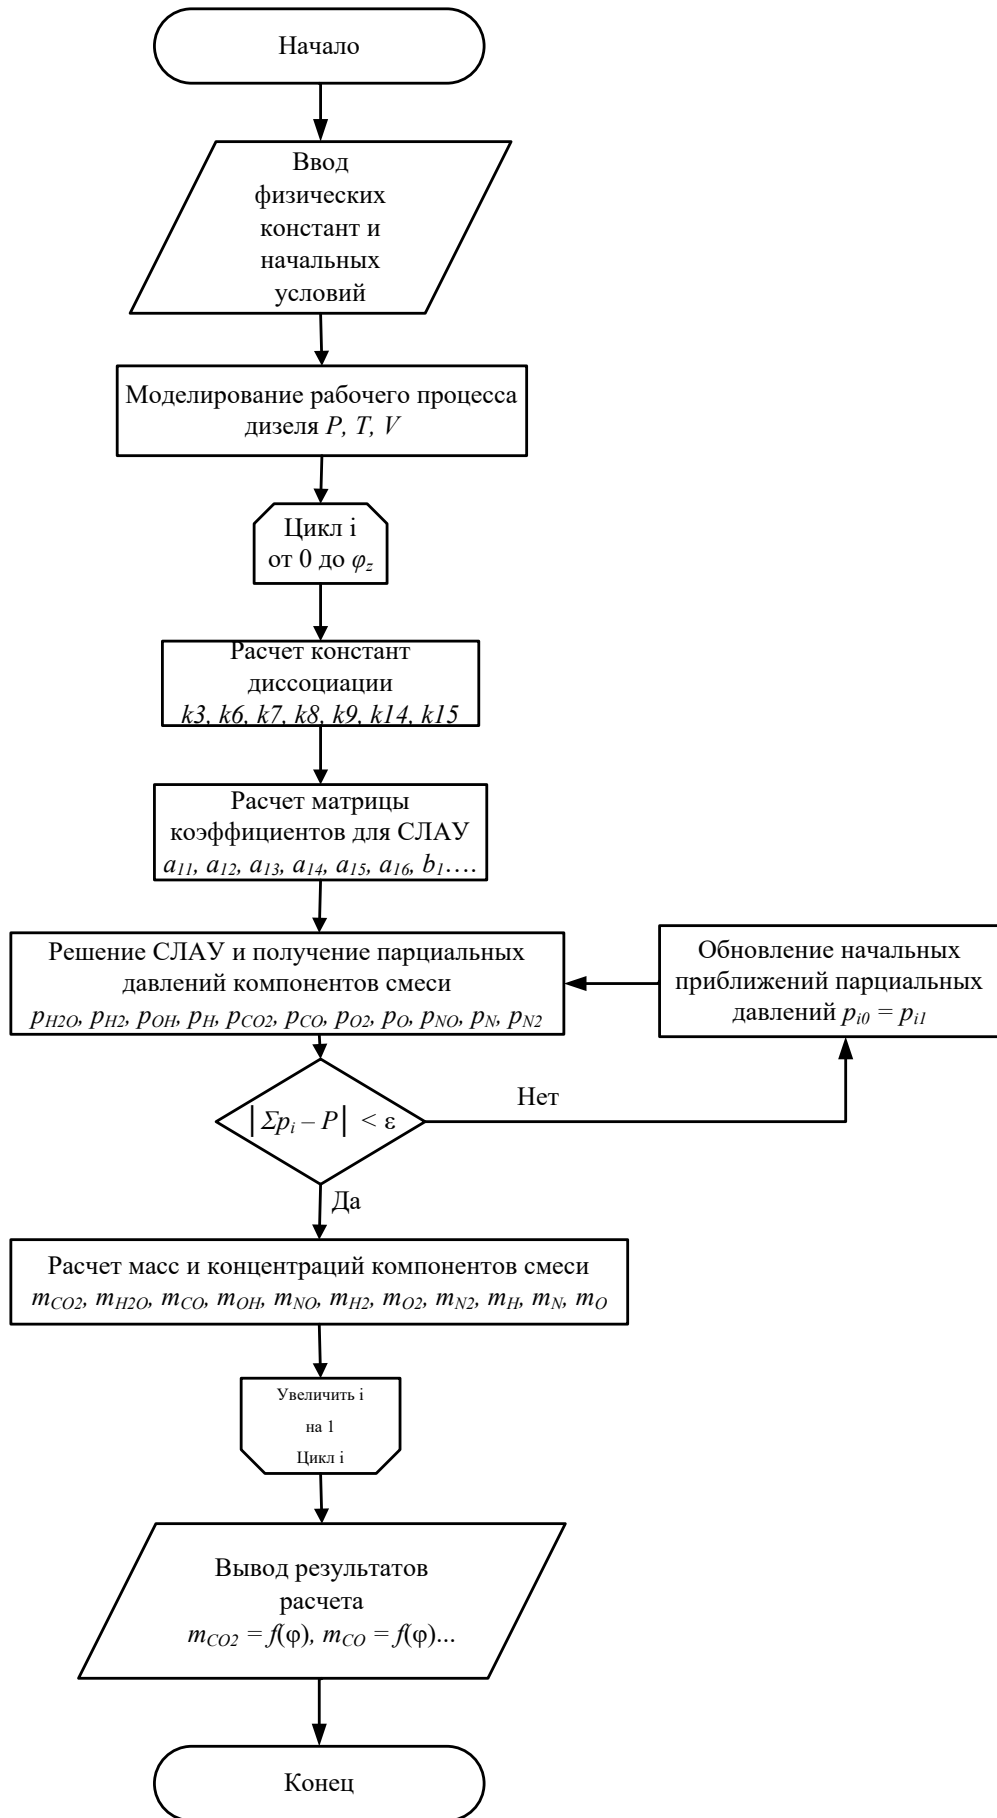 Начало
Ввод
физических
констант и
начальных
условий
Моделирование рабочего процесса
дизеля P, T, V
Цикл i
от 0 до φz
Расчет констант
диссоциации
k3, k6, k7, k8, k9, k14, k15
Расчет матрицы
коэффициентов для СЛАУ
a11, a12, a13, a14, a15, a16, b1….
Решение СЛАУ и получение парциальных
давлений компонентов смеси
pH2O, pH2, pOH, pH, pCO2, pCO, pO2, pO, pNO, pN, pN2
Обновление начальных
приближений парциальных
давлений pi0 = pi1
|Σpi – P| < ε
Нет
Да
Расчет масс и концентраций компонентов смеси
mCO2, mH2O, mCO, mOH, mNO, mH2, mO2, mN2, mH, mN, mO
Увеличить i
на 1
Цикл i
Вывод результатов
расчета
mCO2 = f(φ), mCO = f(φ)...
Конец